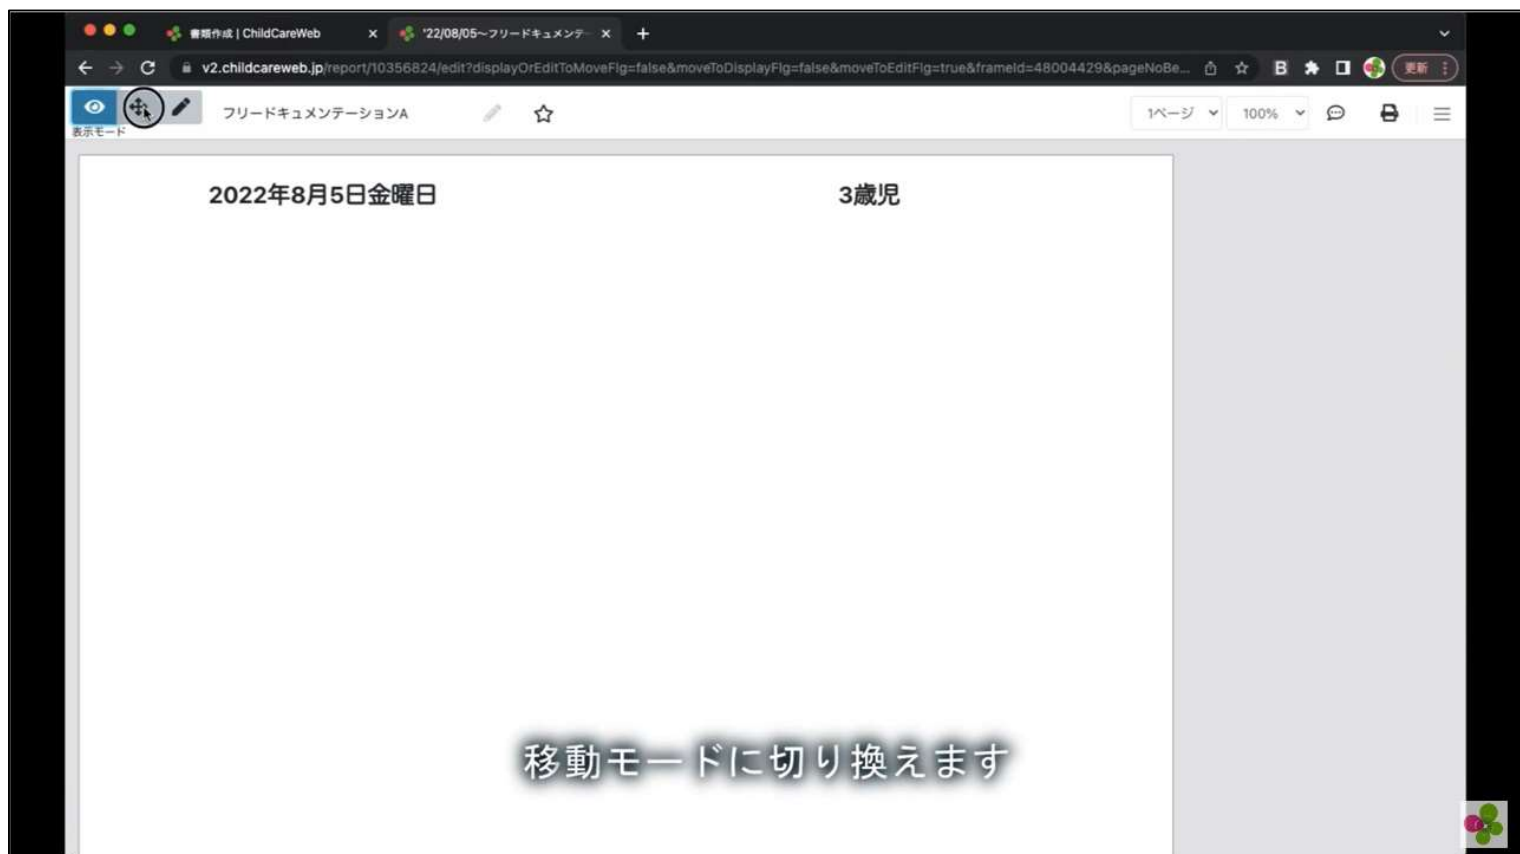 書類作成 | ChildCareWeb
'22/08/05～フリードキュメンテ
v2.childcareweb.jp/report/10356824/edit?displayOrEditToMoveFlg=false&moveToDisplayFlg=false&moveToEditFlg=true&frameId=48004429&pageNoBe...
B
更新
フリードキュメンテーションA
1ページ
100%
表示モード
2022年8月5日金曜日
3歳児
移動モードに切り換えます